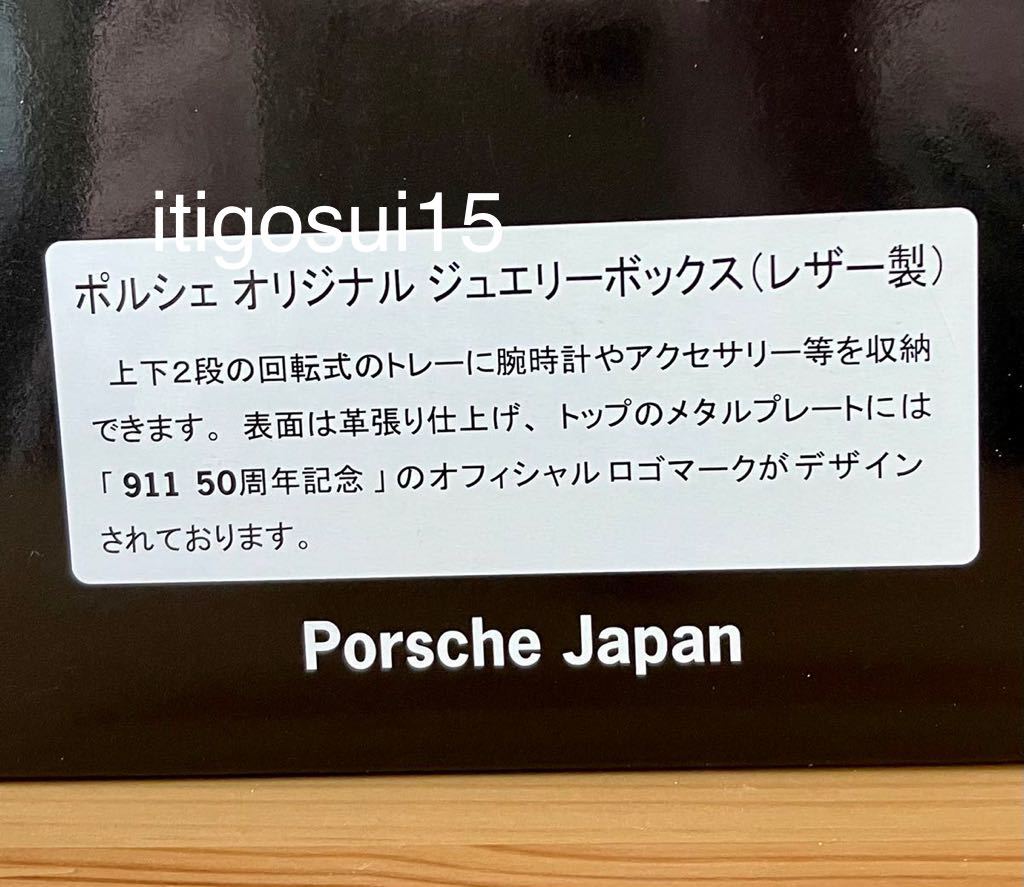 itigosui15
ポルシェ オリジナル ジュエリーボックス（レザー製）
上下2段の回転式のトレーに腕時計やアクセサリー等を収納
できます。表面は革張り仕上げ、トップのメタルプレートには
「911 50周年記念」のオフィシャルロゴマークがデザイン
されております。
Porsche Japan